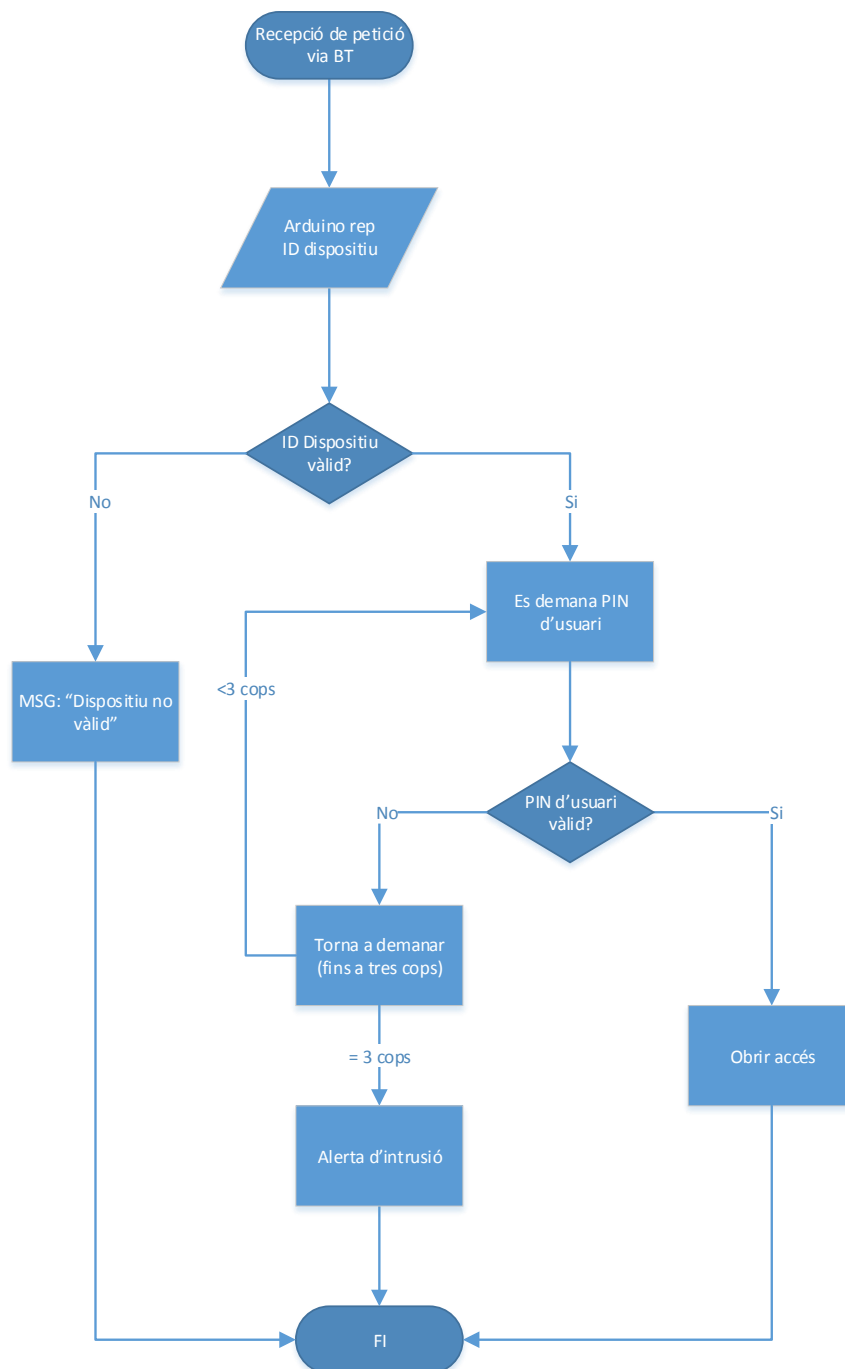 Recepció de petició
via BT
Arduino rep
ID dispositiu
ID Dispositiu
vàlid?
No
Si
Es demana PIN
d’usuari
MSG: “Dispositiu no
vàlid”
<3 cops
PIN d’usuari
vàlid?
No
Si
Torna a demanar
(fins a tres cops)
= 3 cops
Obrir accés
Alerta d’intrusió
FI